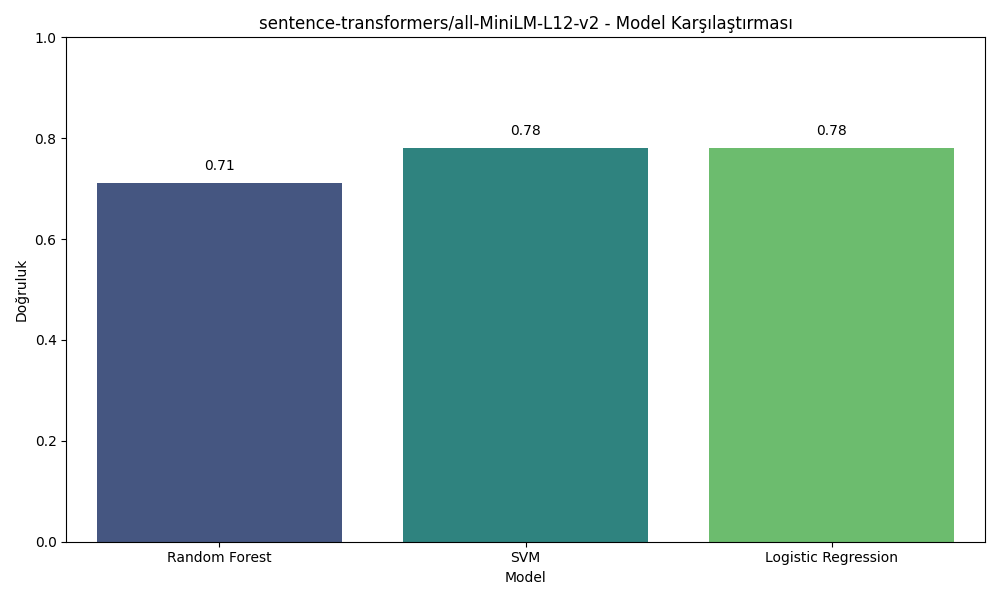 sentence-transformers/all-MiniLM-L12-v2 - Model Karşılaştırması
1.0
0.8
0.6
0.4
0.2
0.0
Doğruluk
0.71
0.78
0.78
Random Forest
SVM
Logistic Regression
Model